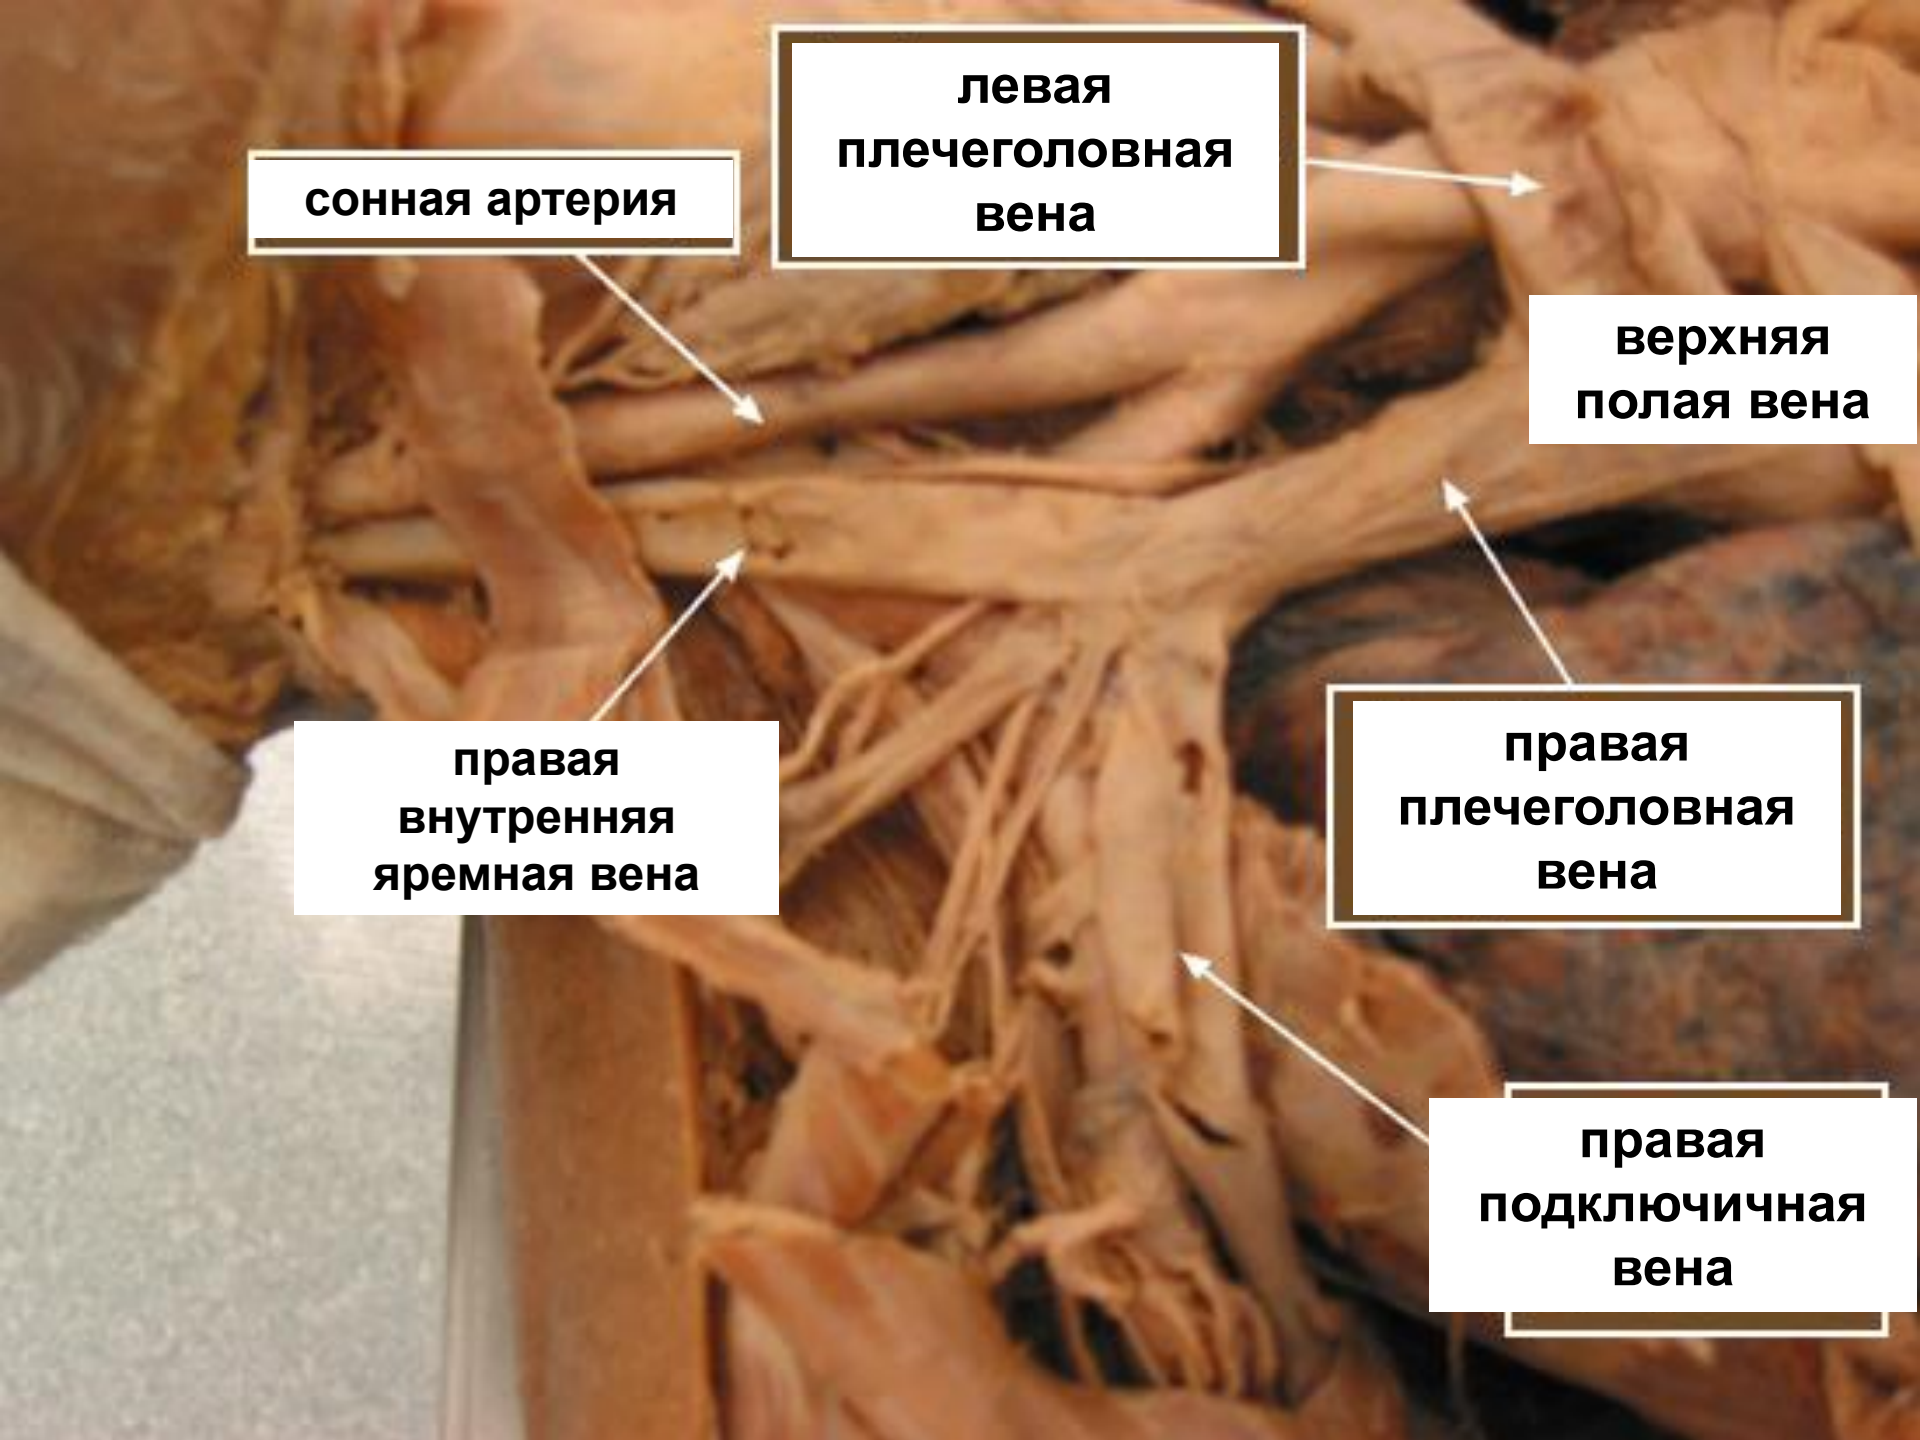 левая
плечеголовная
вена
сонная артерия
верхняя
полая вена
правая
внутренняя
яремная вена
правая
плечеголовная
вена
правая
подключичная
вена